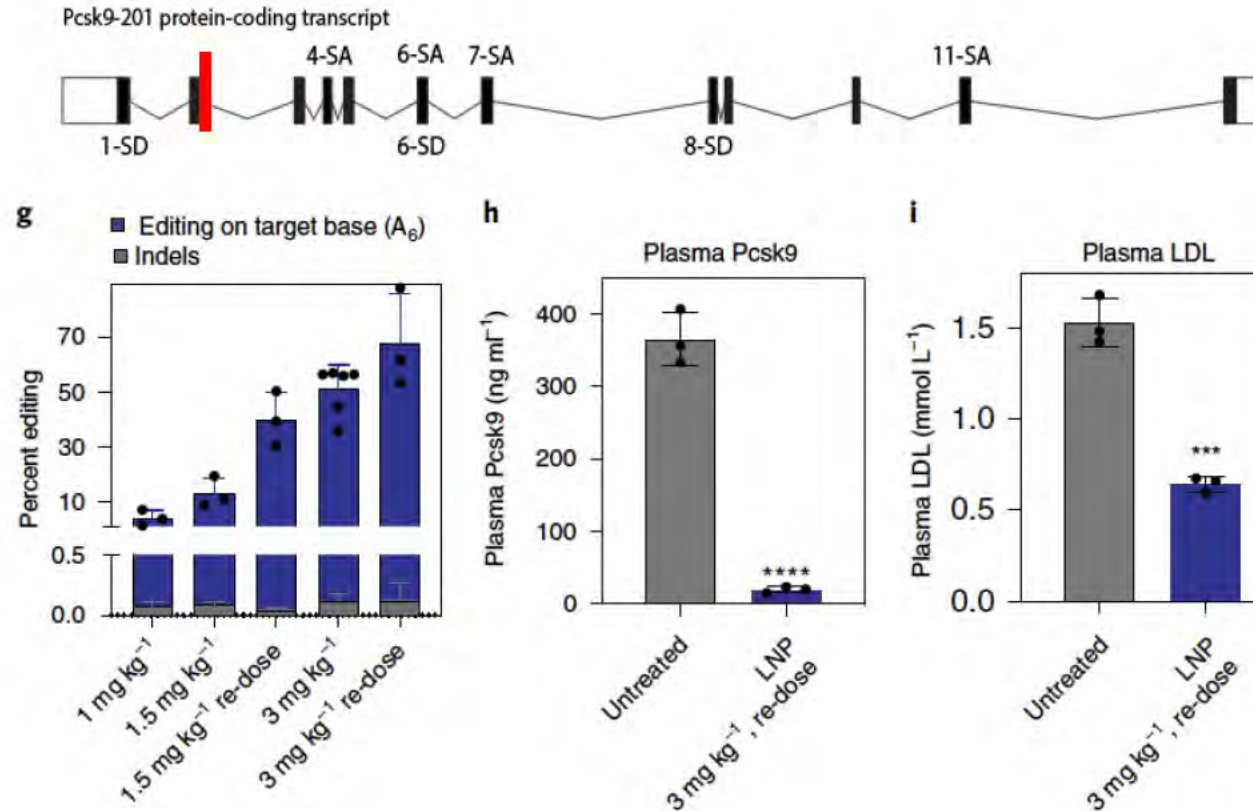 Pcsk9-201 protein-coding transcript
4-SA 6-SA 7-SA 11-SA
1-SD 6-SD 8-SD
g
Editing on target base (A₆)
Indels
Percent editing
70
50
30
10
0.5
0.0
1 mg kg⁻¹
1.5 mg kg⁻¹
1.5 mg kg⁻¹ re-dose
3 mg kg⁻¹
3 mg kg⁻¹ re-dose
h
Plasma Pcsk9
Plasma Pcsk9 (ng ml⁻¹)
400
300
200
100
0
****
Untreated
LNP
3 mg kg⁻¹, re-dose
i
Plasma LDL
Plasma LDL (mmol L⁻¹)
1.5
1.0
0.5
0.0
***
Untreated
LNP
3 mg kg⁻¹, re-dose